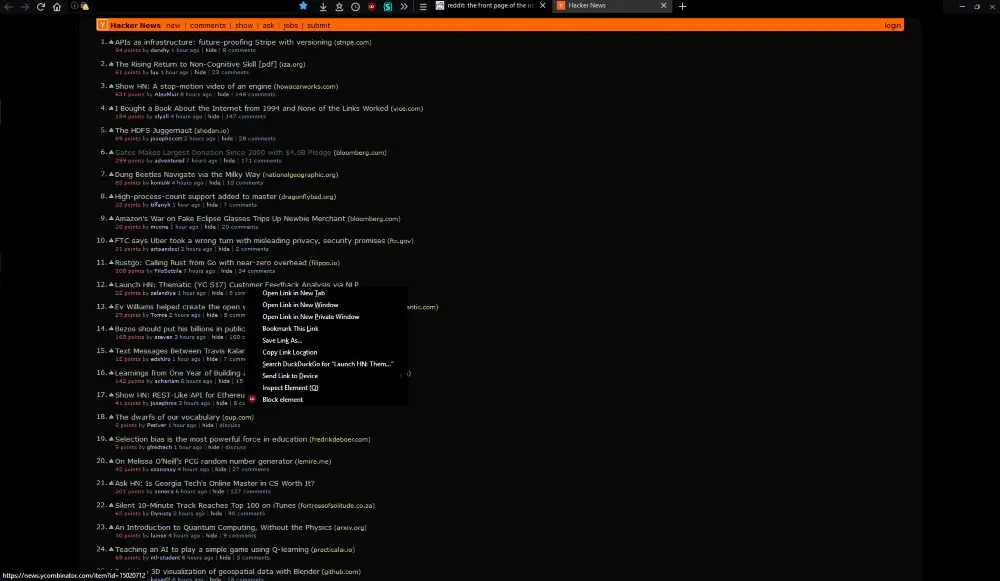 reddit: the front page of the in
Hacker News
Y Hacker News new | comments | show | ask | jobs | submit login
1. APIs as infrastructure: future-proofing Stripe with versioning (stripe.com)
94 points by darwhy 1 hour ago | hide | 8 comments
2. The Rising Return to Non-Cognitive Skill [pdf] (iza.org)
61 points by luu 1 hour ago | hide | 23 comments
3. Show HN: A stop-motion video of an engine (howacarworks.com)
631 points by AlexMuir 8 hours ago | hide | 146 comments
4. I Bought a Book About the Internet from 1994 and None of the Links Worked (vice.com)
184 points by slyall 4 hours ago | hide | 147 comments
5. The HDFS Juggernaut (shodan.io)
69 points by josephscott 2 hours ago | hide | 28 comments
6. Gates Makes Largest Donation Since 2000 with $4.6B Pledge (bloomberg.com)
299 points by adventured 7 hours ago | hide | 171 comments
7. Dung Beetles Navigate via the Milky Way (nationalgeographic.org)
80 points by komuW 4 hours ago | hide | 10 comments
8. High-process-count support added to master (dragonflybsd.org)
33 points by tiffanyh 1 hour ago | hide | 7 comments
9. Amazon's War on Fake Eclipse Glasses Trips Up Newbie Merchant (bloomberg.com)
20 points by mcone 1 hour ago | hide | 20 comments
10. FTC says Uber took a wrong turn with misleading privacy, security promises (ftc.gov)
31 points by artsandsci 2 hours ago | hide | 2 comments
11. Rustgo: Calling Rust from Go with near-zero overhead (filippo.io)
208 points by FiloSottile 7 hours ago | hide | 34 comments
12. Launch HN: Thematic (YC S17) Customer Feedback Analysis via NLP
22 points by zelandiya 1 hour ago | hide | 9 com
13. Ev Williams helped create the open antic.com)
29 points by Tomte 2 hours ago | hide | 8 comm
14. Bezos should put his billions in public
165 points by steven 3 hours ago | hide | 160 c
15. Text Messages Between Travis Kalar
12 points by edshiro 1 hour ago | hide | 7 comm
16. Learnings from One Year of Building )
142 points by achariam 6 hours ago | hide | 15
17. Show HN: REST-Like API for Ethereu
41 points by josephros 3 hours ago | hide | 8 co
Open Link in New Tab
Open Link in New Window
Open Link in New Private Window
Bookmark This Link
Save Link As...
Copy Link Location
Search DuckDuckGo for "Launch HN: Them..."
Send Link to Device
Inspect Element (Q)
Block element
18. The dwarfs of our vocabulary (oup.com)
9 points by Petiver 1 hour ago | hide | discuss
19. Selection bias is the most powerful force in education (fredrikdeboer.com)
9 points by gfredtech 1 hour ago | hide | discuss
20. On Melissa O'Neill's PCG random number generator (lemire.me)
48 points by ozanonay 4 hours ago | hide | 27 comments
21. Ask HN: Is Georgia Tech's Online Master in CS Worth It?
301 points by soneca 6 hours ago | hide | 127 comments
22. Silent 10-Minute Track Reaches Top 100 on iTunes (fortressofsolitude.co.za)
65 points by Dynioty 2 hours ago | hide | 40 comments
23. An Introduction to Quantum Computing, Without the Physics (arxiv.org)
50 points by lainon 4 hours ago | hide | 9 comments
24. Teaching an AI to play a simple game using Q-learning (practicalai.io)
69 points by mf-student 6 hours ago | hide | 5 comments
3D visualization of geospatial data with Blender (github.com)
hours ago | hide | 18 comments
https://news.ycombinator.com/item?id=15020712